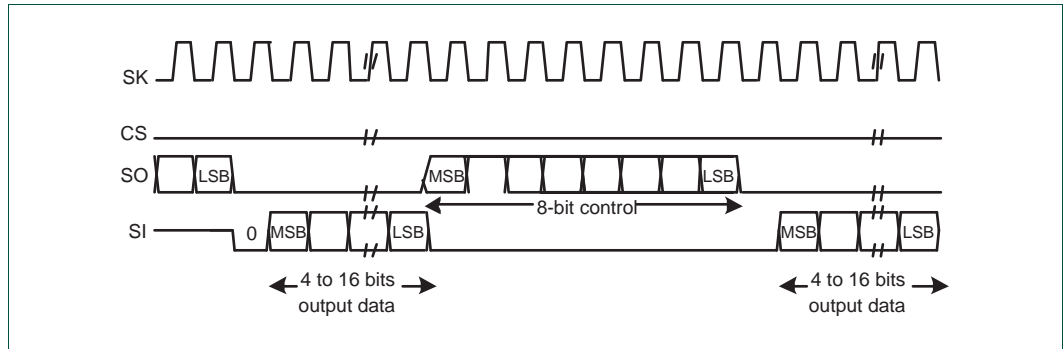 SK
CS
SO
LSB
MSB
LSB
8-bit control
SI
0
MSB
LSB
MSB
LSB
4 to 16 bits
output data
4 to 16 bits
output data